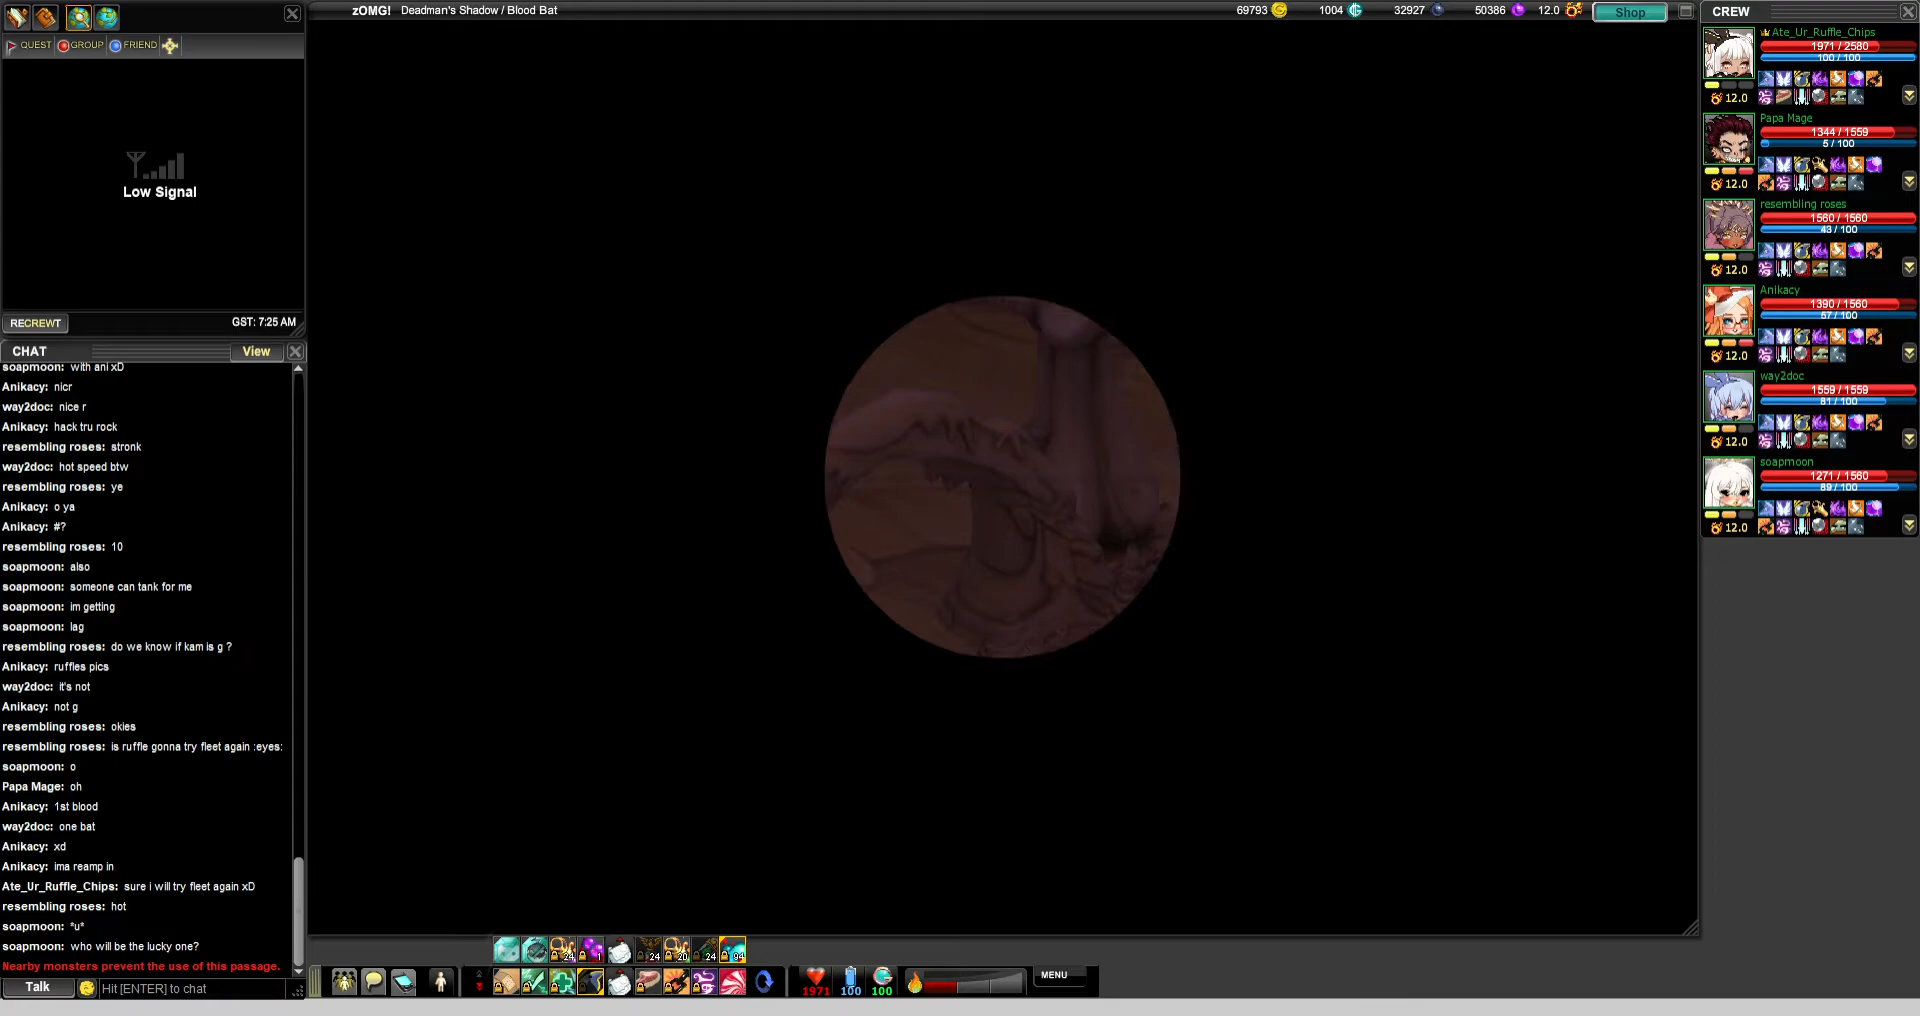 zOMG! Deadman's Shadow / Blood Bat
69793 1004 32927 50386 12.0 Shop
QUEST GROUP FRIEND
Low Signal
RECREWT GST: 7:25 AM
CHAT View
soapmoon: with ani xD
Anikacy: nicr
way2doc: nice r
Anikacy: hack tru rock
resembling roses: stronk
way2doc: hot speed btw
resembling roses: ye
Anikacy: o ya
Anikacy: #?
resembling roses: 10
soapmoon: also
soapmoon: someone can tank for me
soapmoon: im getting
soapmoon: lag
resembling roses: do we know if kam is g ?
Anikacy: ruffles pics
way2doc: it's not
Anikacy: not g
resembling roses: okies
resembling roses: is ruffle gonna try fleet again :eyes:
soapmoon: o
Papa Mage: oh
Anikacy: 1st blood
way2doc: one bat
Anikacy: xd
Anikacy: ima reamp in
Ate_Ur_Ruffle_Chips: sure i will try fleet again xD
resembling roses: hot
soapmoon: *u*
soapmoon: who will be the lucky one?
Nearby monsters prevent the use of this passage.
Talk Hit [ENTER] to chat
24 1 24 20 24 94
1971 100 100 MENU
CREW
Ate_Ur_Ruffle_Chips
1971 / 2580
100 / 100
12.0
Papa Mage
1344 / 1559
5 / 100
12.0
resembling roses
1560 / 1560
43 / 100
12.0
Anikacy
1390 / 1560
57 / 100
12.0
way2doc
1559 / 1559
81 / 100
12.0
soapmoon
1271 / 1560
89 / 100
12.0